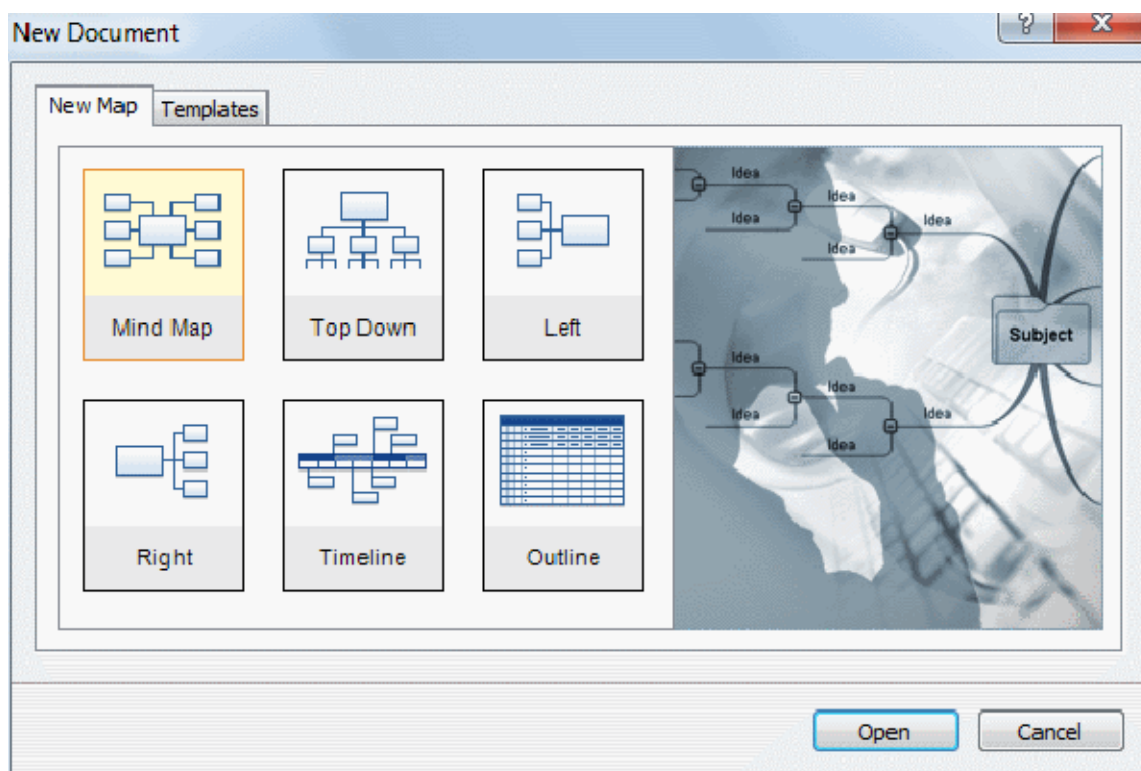 New Document
?
X
New Map
Templates
Mind Map
Top Down
Left
Right
Timeline
Outline
Idea
Idea
Idea
Idea
Idea
Subject
Idea
Idea
Idea
Idea
Idea
Open
Cancel